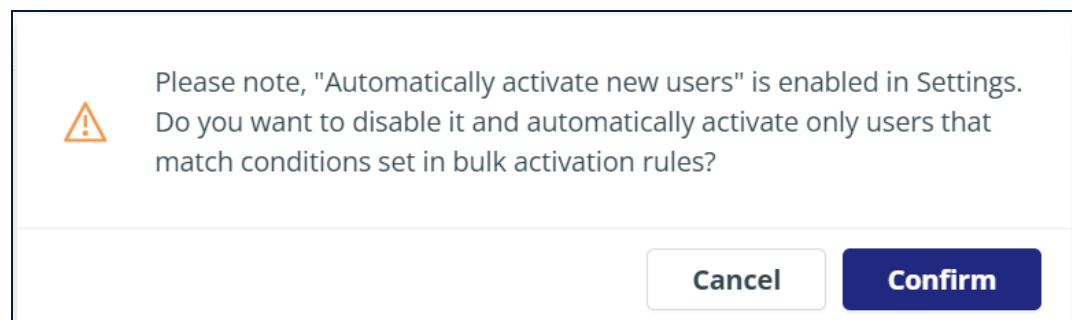 Please note, "Automatically activate new users" is enabled in Settings.
Do you want to disable it and automatically activate only users that
match conditions set in bulk activation rules?
Cancel
Confirm